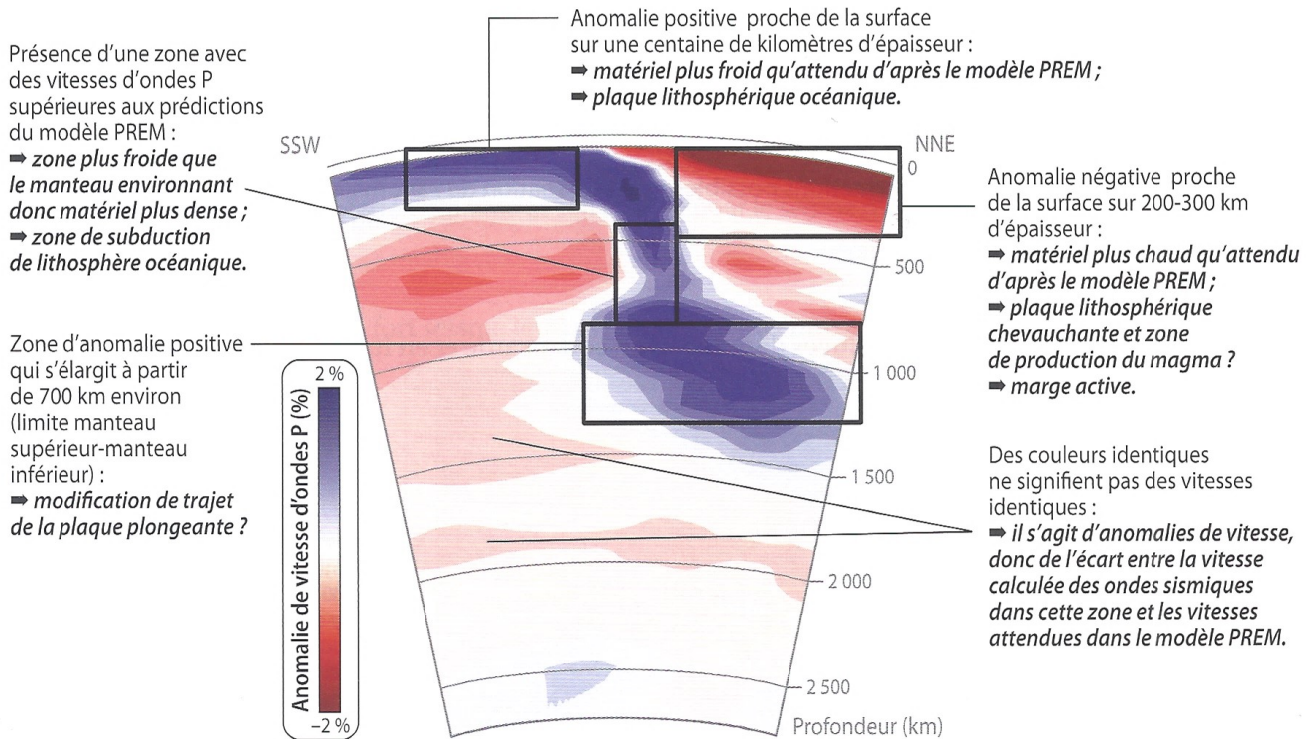 Présence d'une zone avec
des vitesses d'ondes P
supérieures aux prédictions
du modèle PREM :
➡ zone plus froide que
le manteau environnant
donc matériel plus dense ;
➡ zone de subduction
de lithosphère océanique.
Anomalie positive proche de la surface
sur une centaine de kilomètres d'épaisseur :
➡ matériel plus froid qu'attendu d'après le modèle PREM ;
➡ plaque lithosphérique océanique.
SSW
NNE
0
500
1 000
1 500
2 000
2 500
Profondeur (km)
Anomalie négative proche
de la surface sur 200-300 km
d'épaisseur :
➡ matériel plus chaud qu'attendu
d'après le modèle PREM ;
➡ plaque lithosphérique
chevauchante et zone
de production du magma ?
➡ marge active.
Zone d'anomalie positive
qui s'élargit à partir
de 700 km environ
(limite manteau
supérieur-manteau
inférieur) :
➡ modification de trajet
de la plaque plongeante ?
2 %
Anomalie de vitesse d'ondes P (%)
–2 %
Des couleurs identiques
ne signifient pas des vitesses
identiques :
➡ il s'agit d'anomalies de vitesse,
donc de l'écart entre la vitesse
calculée des ondes sismiques
dans cette zone et les vitesses
attendues dans le modèle PREM.